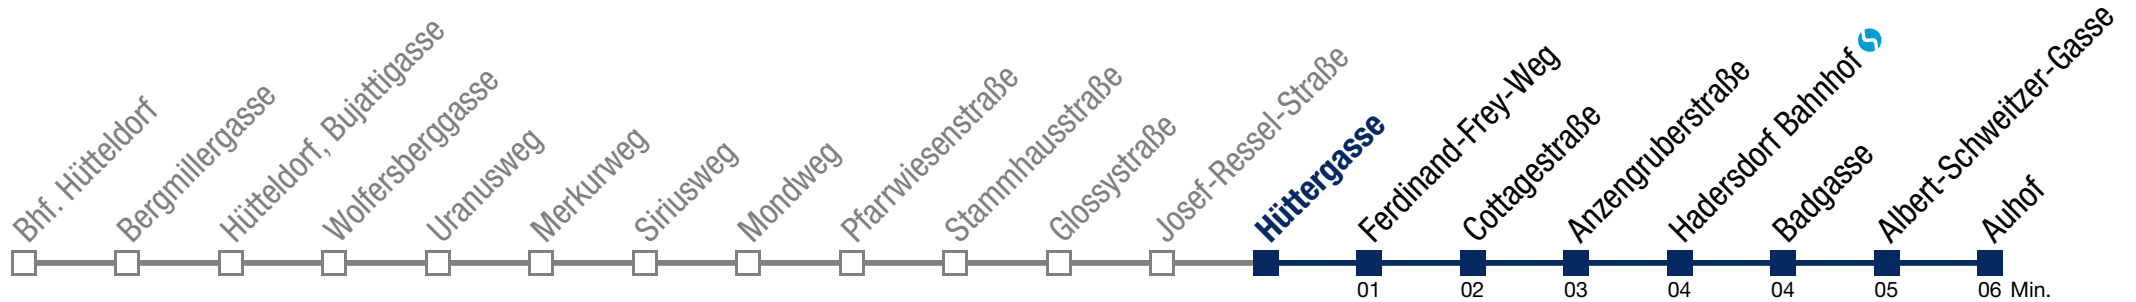 Bhf. Hütteldorf
Bergmillergasse
Hütteldorf, Bujattigasse
Wolfersberggasse
Uranusweg
Merkurweg
Siriusweg
Mondweg
Pfarrwiesenstraße
Stammhausstraße
Glossystraße
Josef-Ressel-Straße
Hüttergasse
Ferdinand-Frey-Weg
Cottagestraße
Anzengruberstraße
Hadersdorf Bahnhof
Badgasse
Albert-Schweitzer-Gasse
Auhof
01 02 03 04 04 05 06 Min.